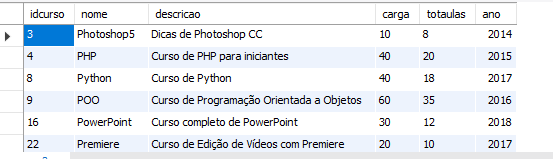 idcurso nome descricao carga totaulas ano
3 Photoshop5 Dicas de Photoshop CC 10 8 2014
4 PHP Curso de PHP para iniciantes 40 20 2015
8 Python Curso de Python 40 18 2017
9 POO Curso de Programação Orientada a Objetos 60 35 2016
16 PowerPoint Curso completo de PowerPoint 30 12 2018
22 Premiere Curso de Edição de Vídeos com Premiere 20 10 2017